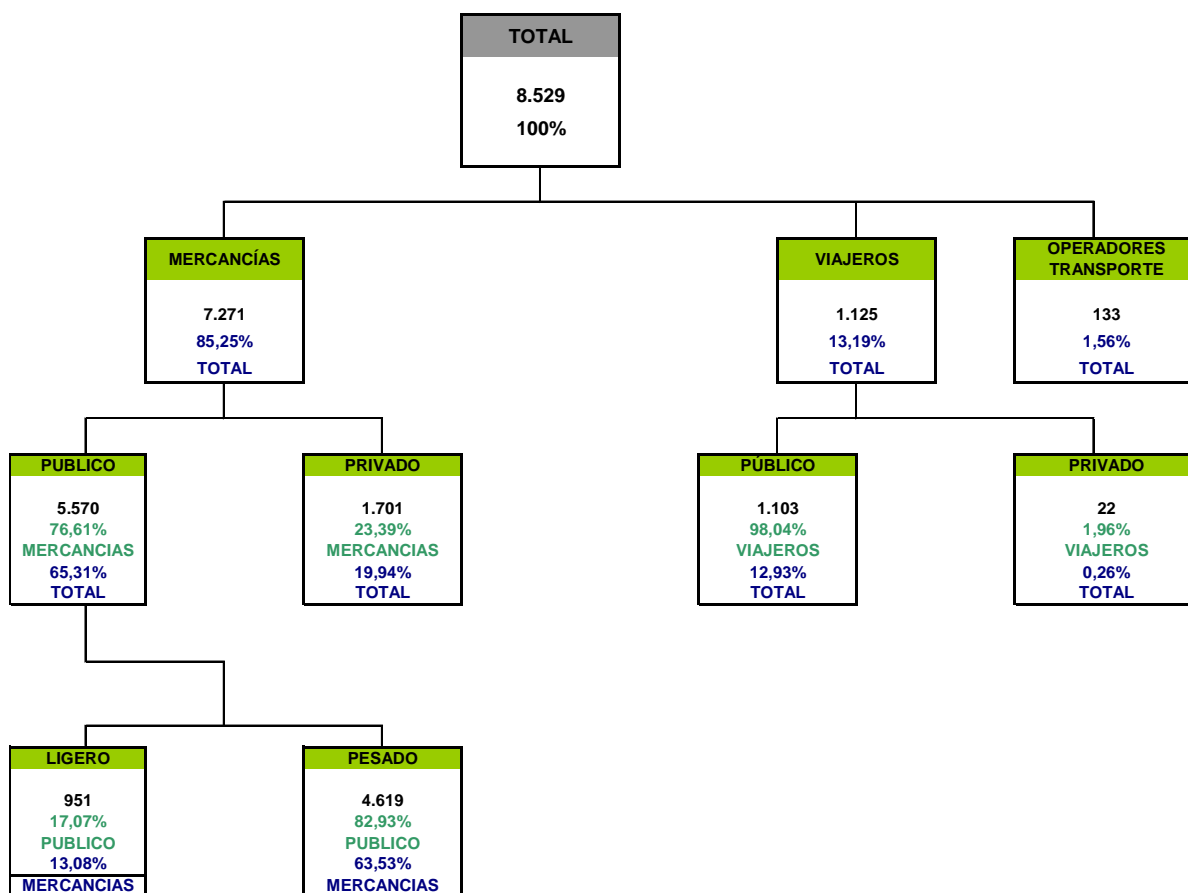 TOTAL
8.529
100%
MERCANCÍAS
7.271
85,25%
TOTAL
VIAJEROS
1.125
13,19%
TOTAL
OPERADORES
TRANSPORTE
133
1,56%
TOTAL
PUBLICO
5.570
76,61%
MERCANCIAS
65,31%
TOTAL
PRIVADO
1.701
23,39%
MERCANCIAS
19,94%
TOTAL
PÚBLICO
1.103
98,04%
VIAJEROS
12,93%
TOTAL
PRIVADO
22
1,96%
VIAJEROS
0,26%
TOTAL
LIGERO
951
17,07%
PUBLICO
13,08%
MERCANCIAS
PESADO
4.619
82,93%
PUBLICO
63,53%
MERCANCIAS